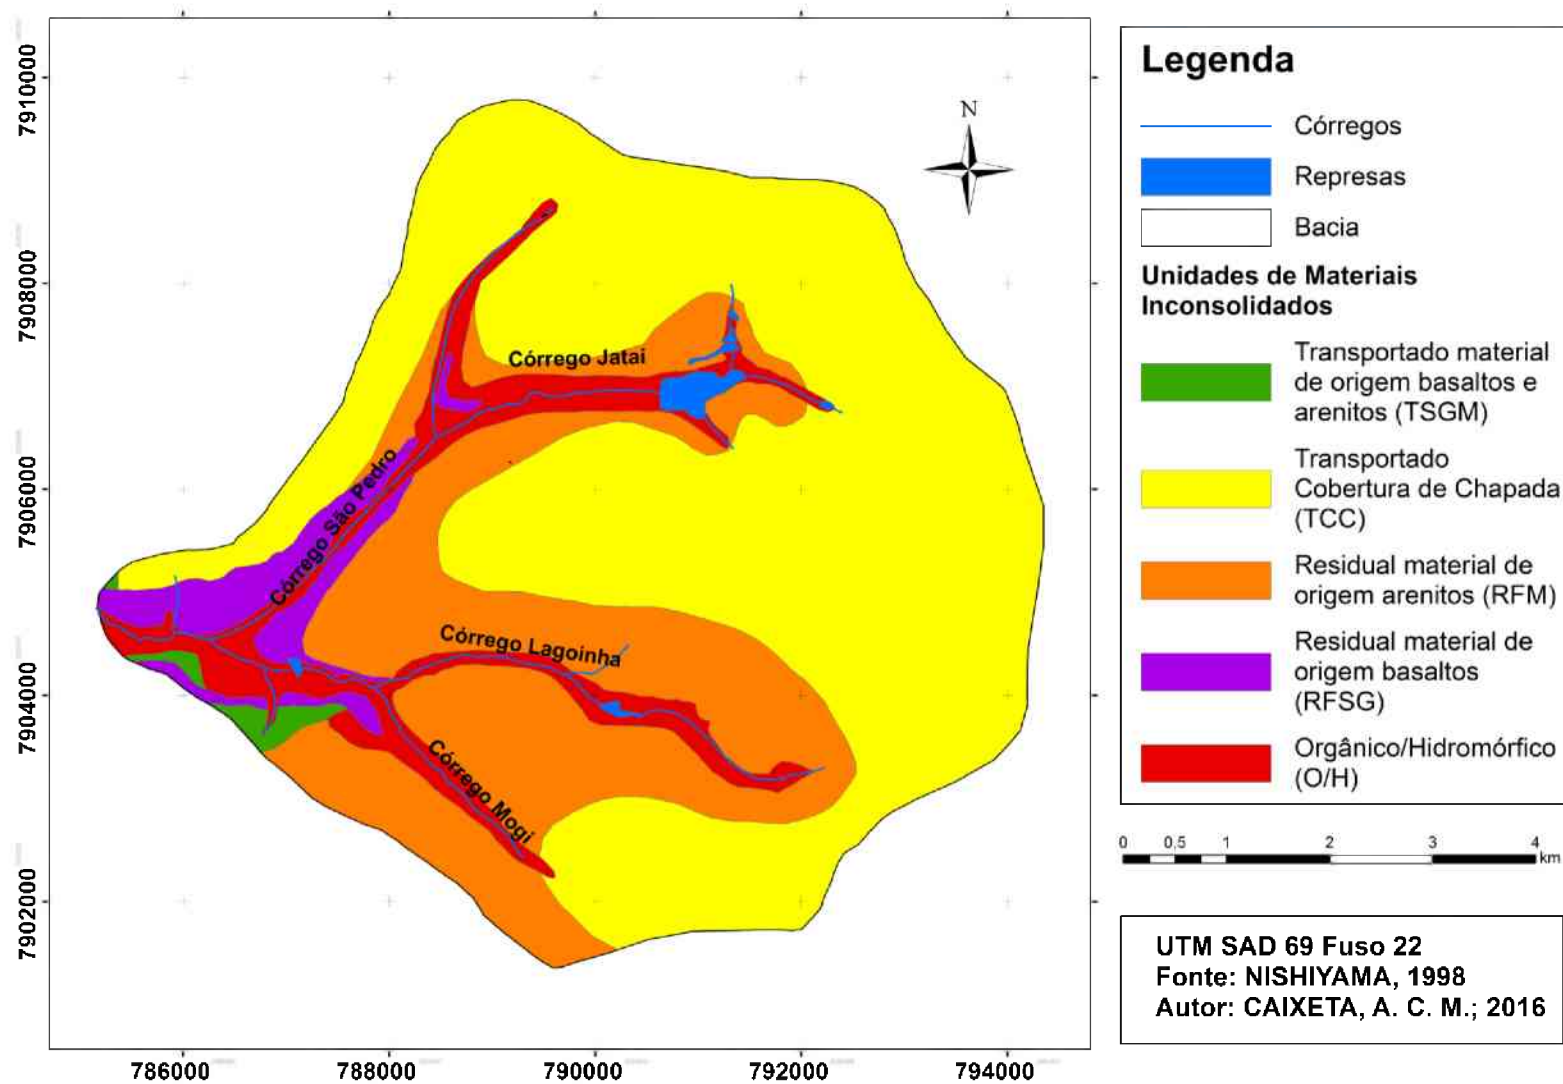 7910000
7908000
7906000
7904000
7902000
786000
788000
790000
792000
794000
N
Córrego Jatai
Córrego São Pedro
Córrego Lagoinha
Córrego Mogi
Legenda
Córregos
Represas
Bacia
Unidades de Materiais
Inconsolidados
Transportado material
de origem basaltos e
arenitos (TSGM)
Transportado
Cobertura de Chapada
(TCC)
Residual material de
origem arenitos (RFM)
Residual material de
origem basaltos
(RFSG)
Orgânico/Hidromórfico
(O/H)
0 0,5 1 2 3 4
km
UTM SAD 69 Fuso 22
Fonte: NISHIYAMA, 1998
Autor: CAIXETA, A. C. M.; 2016